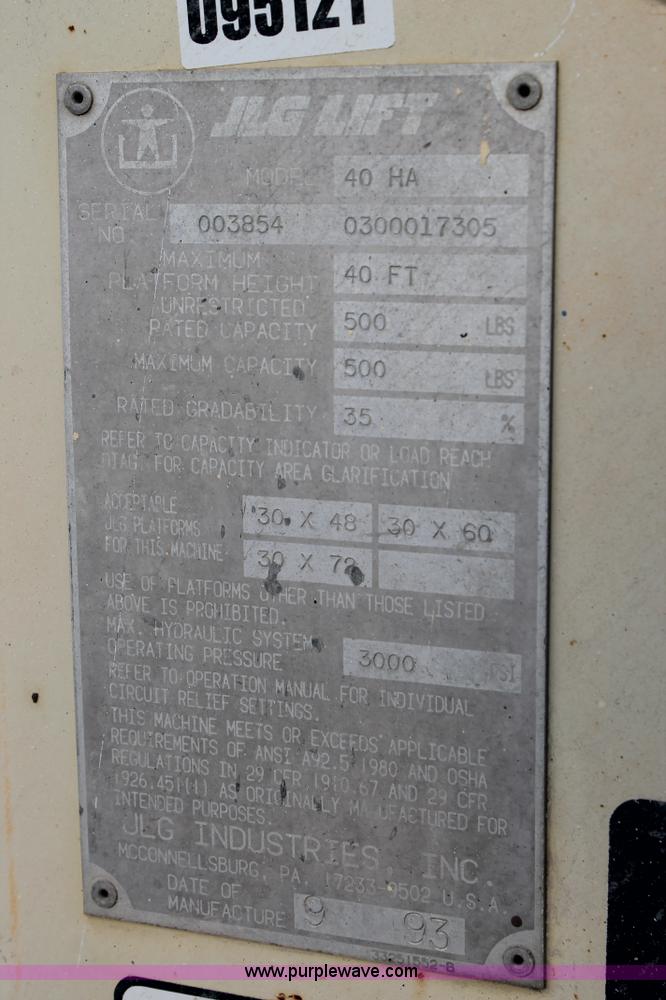 095121
JLG LIFT
MODEL 40 HA
SERIAL NO 003854 0300017305
MAXIMUM
PLATFORM HEIGHT 40 FT
UNRESTRICTED
RATED CAPACITY 500 LBS
MAXIMUM CAPACITY 500 LBS
RATED GRADABILITY 35 %
REFER TO CAPACITY INDICATOR OR LOAD REACH
DIAG. FOR CAPACITY AREA CLARIFICATION
ACCEPTABLE
JLG PLATFORMS
FOR THIS MACHINE
30 X 48 30 X 60
30 X 72
USE OF PLATFORMS OTHER THAN THOSE LISTED
ABOVE IS PROHIBITED.
MAX. HYDRAULIC SYSTEM
OPERATING PRESSURE 3000 PSI
REFER TO OPERATION MANUAL FOR INDIVIDUAL
CIRCUIT RELIEF SETTINGS.
THIS MACHINE MEETS OR EXCEEDS APPLICABLE
REQUIREMENTS OF ANSI A92.5 1980 AND OSHA
REGULATIONS IN 29 CFR 1910.67 AND 29 CFR
1926.451(f) AS ORIGINALLY MANUFACTURED FOR
INTENDED PURPOSES.
JLG INDUSTRIES, INC.
MCCONNELLSBURG, PA. 17233-9502 U.S.A.
DATE OF
MANUFACTURE 9 93
www.purplewave.com